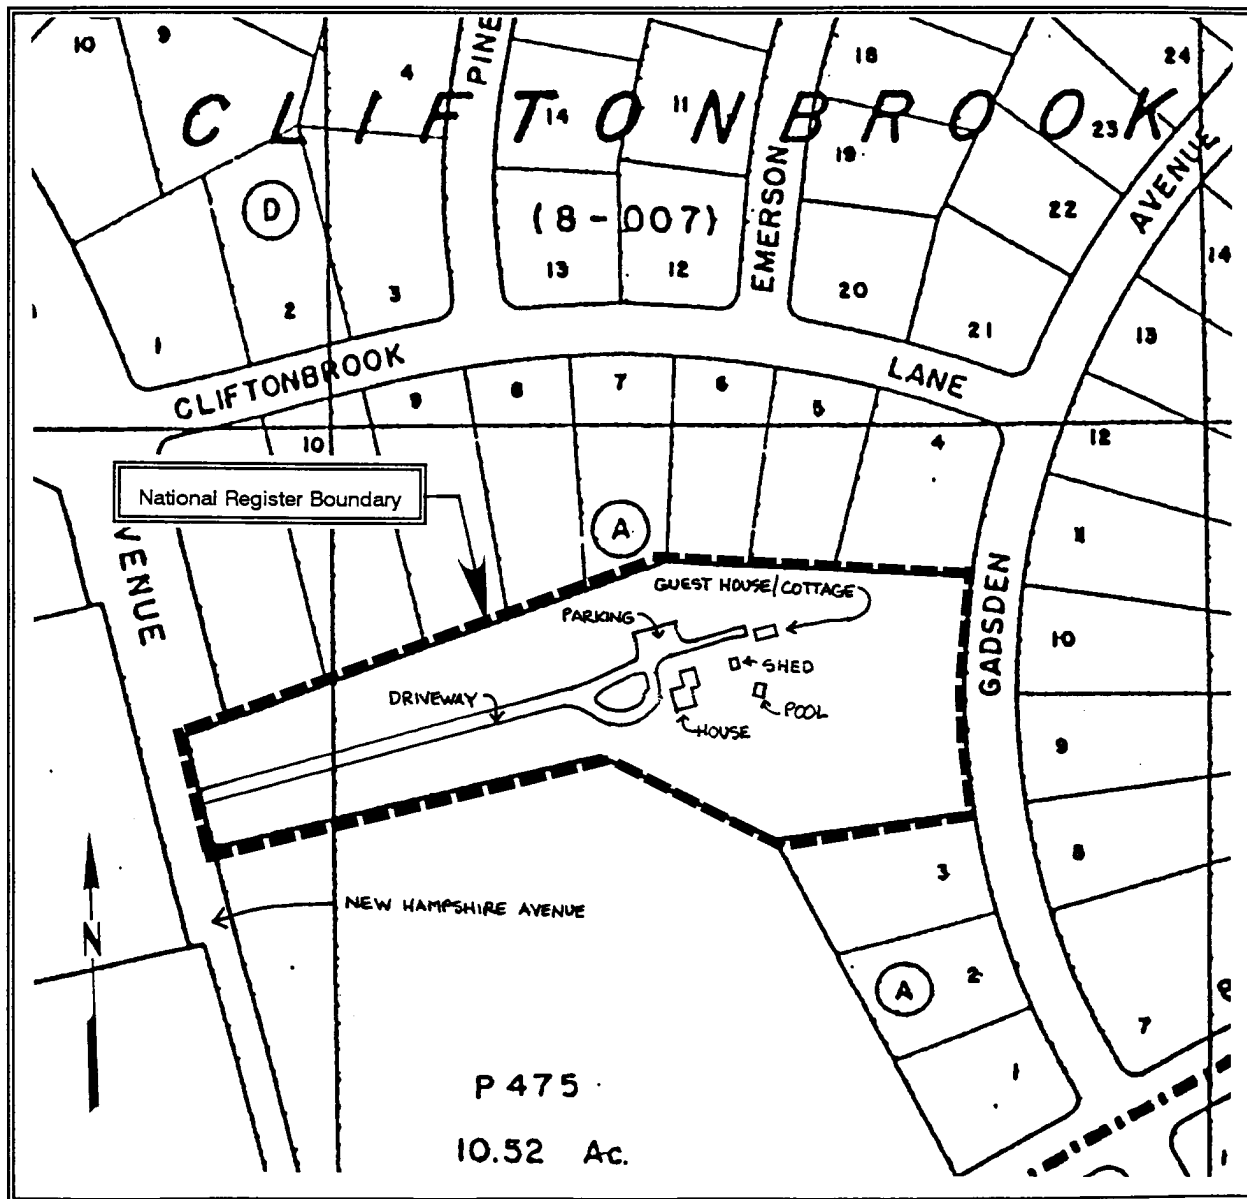 10
9
4
PINE
18
24
CLIFTONBROOK
14
11
23
19
AVENUE
D
(8-007)
EMERSON
22
13
12
14
1
2
3
20
21
13
CLIFTONBROOK
LANE
9
8
7
6
5
4
12
10
National Register Boundary
A
11
VENUE
GUEST HOUSE/COTTAGE
PARKING
GADSDEN
10
SHED
DRIVEWAY
POOL
HOUSE
9
3
8
NEW HAMPSHIRE AVENUE
N
A
2
7
1
P 475
10.52 Ac.